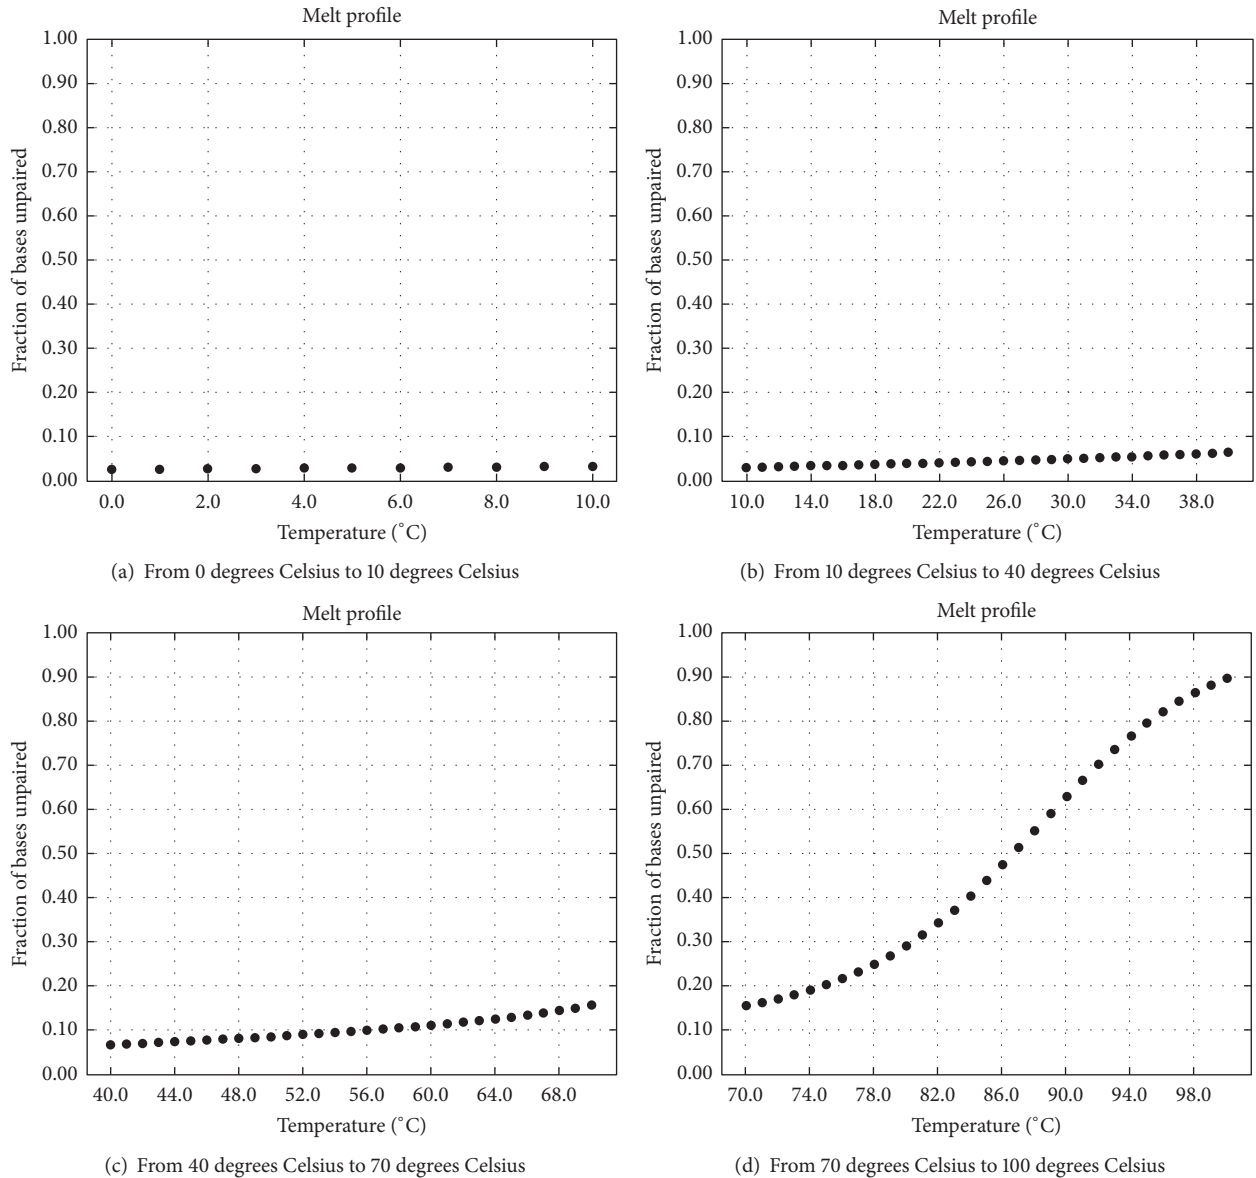 Melt profile
1.00
0.90
0.80
0.70
0.60
0.50
0.40
0.30
0.20
0.10
0.00
Fraction of bases unpaired
0.0 2.0 4.0 6.0 8.0 10.0
Temperature (°C)
(a) From 0 degrees Celsius to 10 degrees Celsius
Melt profile
1.00
0.90
0.80
0.70
0.60
0.50
0.40
0.30
0.20
0.10
0.00
Fraction of bases unpaired
10.0 14.0 18.0 22.0 26.0 30.0 34.0 38.0
Temperature (°C)
(b) From 10 degrees Celsius to 40 degrees Celsius
Melt profile
1.00
0.90
0.80
0.70
0.60
0.50
0.40
0.30
0.20
0.10
0.00
Fraction of bases unpaired
40.0 44.0 48.0 52.0 56.0 60.0 64.0 68.0
Temperature (°C)
(c) From 40 degrees Celsius to 70 degrees Celsius
Melt profile
1.00
0.90
0.80
0.70
0.60
0.50
0.40
0.30
0.20
0.10
0.00
Fraction of bases unpaired
70.0 74.0 78.0 82.0 86.0 90.0 94.0 98.0
Temperature (°C)
(d) From 70 degrees Celsius to 100 degrees Celsius